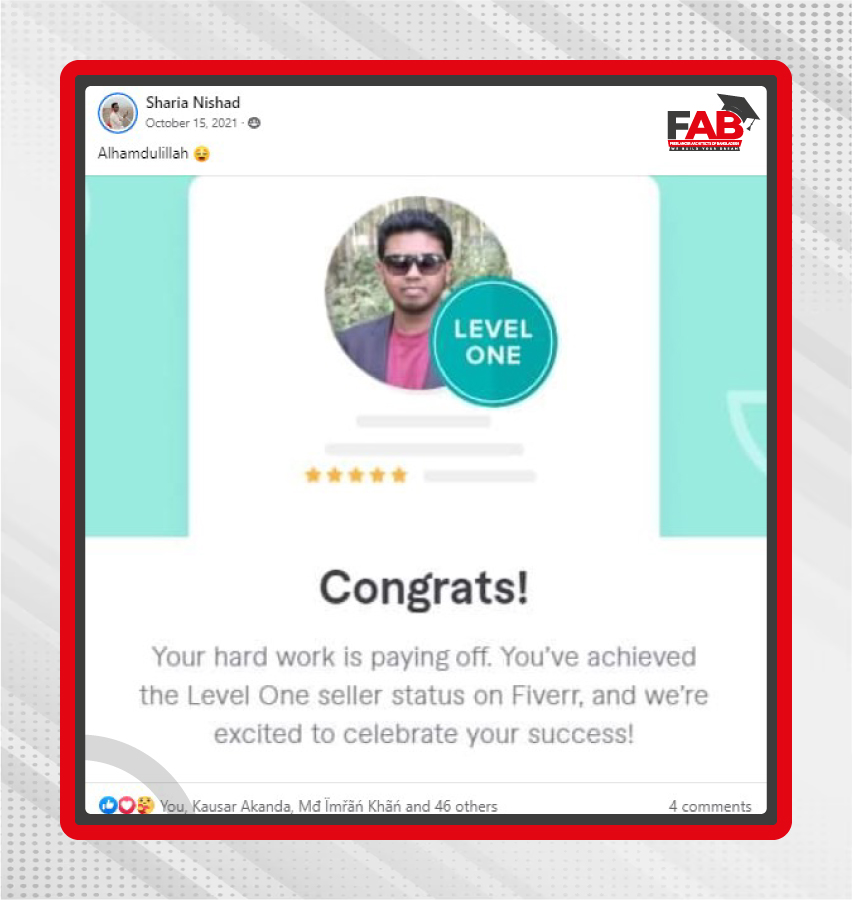 Sharia Nishad
October 15, 2021 ·
FAB
FREELANCER ARCHITECTS OF BANGLADESH
WE BUILD YOUR DREAM
Alhamdulillah 😩
LEVEL
ONE
Congrats!
Your hard work is paying off. You’ve achieved
the Level One seller status on Fiverr, and we’re
excited to celebrate your success!
You, Kausar Akanda, Mđ Ïmřãń Khãń and 46 others
4 comments